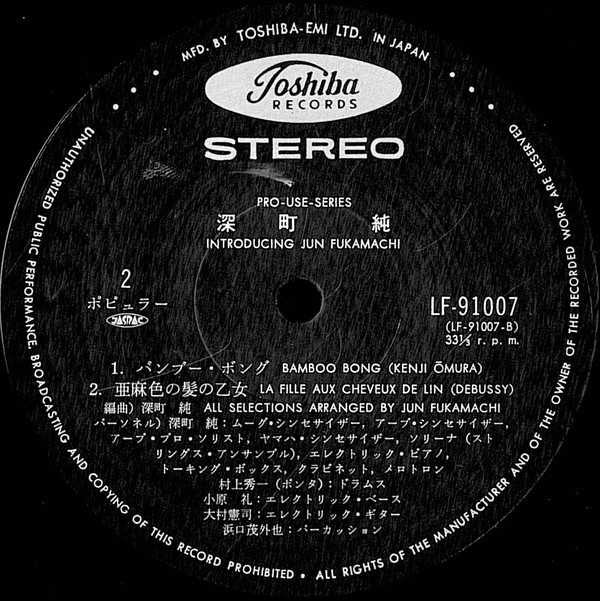 MFD. BY TOSHIBA-EMI LTD. IN JAPAN
Toshiba
RECORDS
STEREO
PRO-USE-SERIES
深町 純
INTRODUCING JUN FUKAMACHI
2
ポピュラー
JASRAC
LF-91007
(LF-91007-B)
33⅓ r. p. m.
1. バンブー・ボング BAMBOO BONG (KENJI ŌMURA)
2. 亜麻色の髪の乙女 LA FILLE AUX CHEVEUX DE LIN (DEBUSSY)
編曲) 深町 純 ALL SELECTIONS ARRANGED BY JUN FUKAMACHI
パーソネル) 深町 純：ムーグ・シンセサイザー, アープ・シンセサイザー,
アープ・プロ・ソリスト, ヤマハ・シンセサイザー, ソリーナ (スト
リングス・アンサンブル), エレクトリック・ピアノ,
トーキング・ボックス, クラビネット, メロトロン
村上秀一 (ポンタ)：ドラムス
小原 礼：エレクトリック・ベース
大村憲司：エレクトリック・ギター
浜口茂外也：パーカッション
UNAUTHORIZED PUBLIC PERFORMANCE, BROADCASTING AND COPYING OF THIS RECORD PROHIBITED • ALL RIGHTS OF THE MANUFACTURER AND OF THE OWNER OF THE RECORDED WORK ARE RESERVED